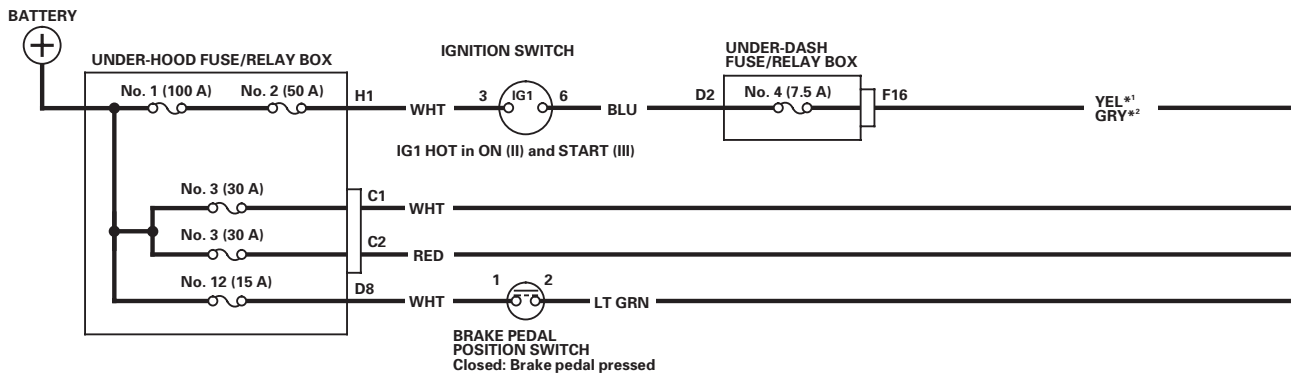 BATTERY
UNDER-HOOD FUSE/RELAY BOX
No. 1 (100 A)
No. 2 (50 A)
H1
WHT
IGNITION SWITCH
3
IG1
6
BLU
IG1 HOT in ON (II) and START (III)
UNDER-DASH
FUSE/RELAY BOX
D2
No. 4 (7.5 A)
F16
YEL*1
GRY*2
No. 3 (30 A)
C1
WHT
No. 3 (30 A)
C2
RED
No. 12 (15 A)
D8
WHT
1
2
LT GRN
BRAKE PEDAL
POSITION SWITCH
Closed: Brake pedal pressed